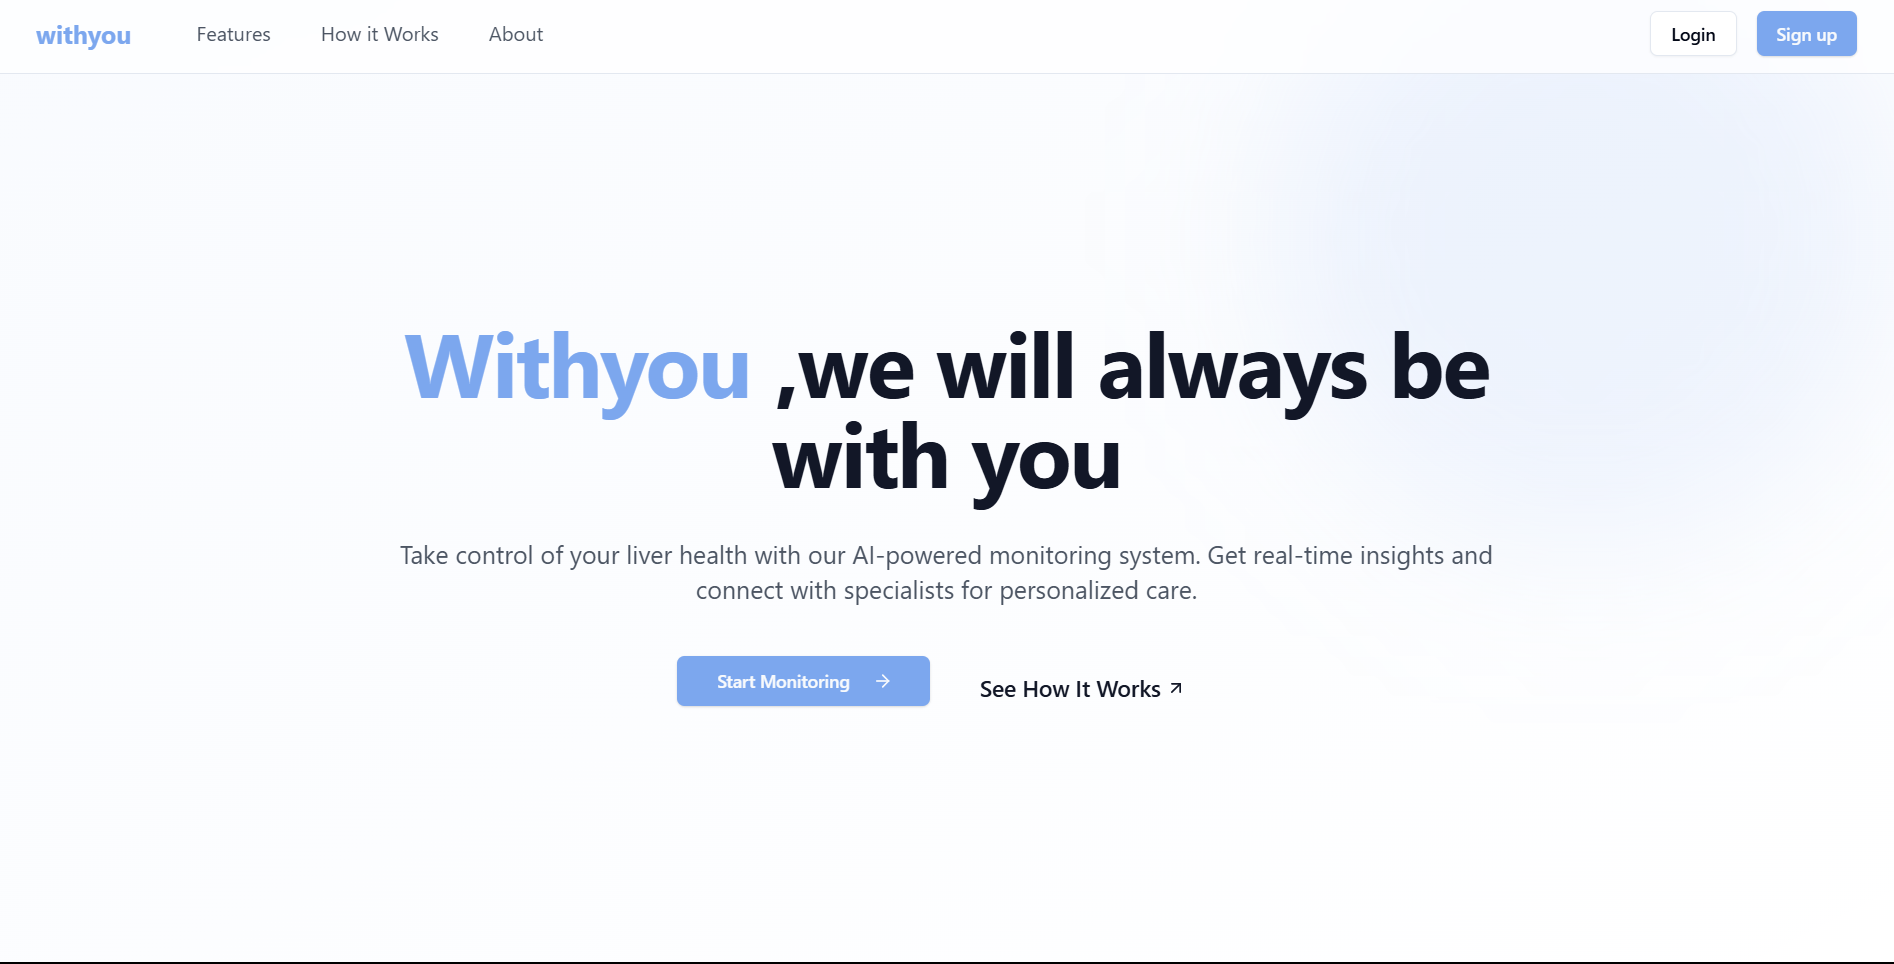 withyou
Features
How it Works
About
Login
Sign up
Withyou ,we will always be
with you
Take control of your liver health with our AI-powered monitoring system. Get real-time insights and
connect with specialists for personalized care.
Start Monitoring →
See How It Works ↗